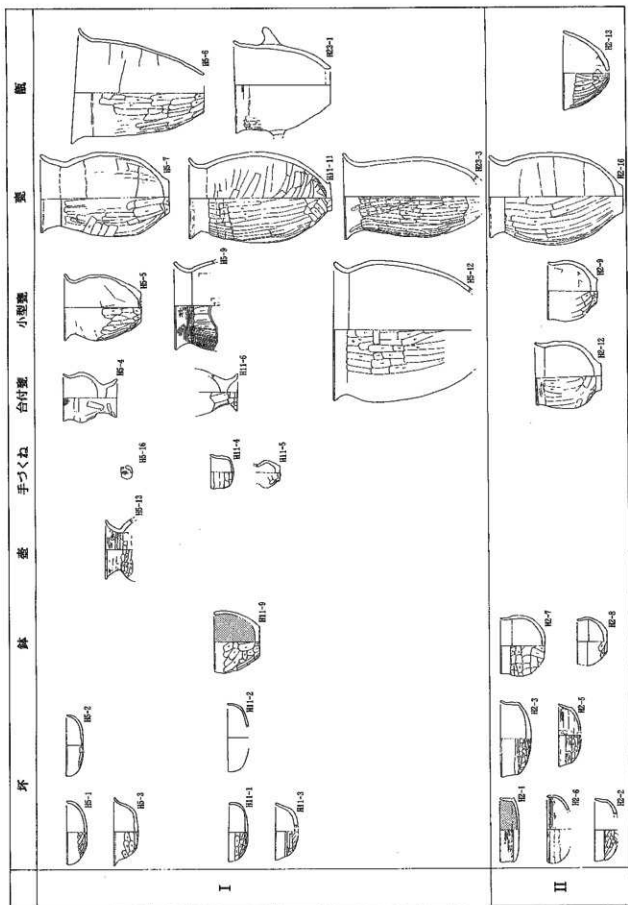 坏 鉢 壺 手づくね 台付甕 小型甕 甕 甑
I
H5-1
H5-2
H5-3
H5-13
H5-16
H5-4
H5-5
H5-7
H5-6
H11-1
H11-2
H11-3
H11-9
H11-4
H11-5
H11-6
H5-9
H11-11
H23-1
H5-12
H23-3
II
H2-1
H2-3
H2-7
H2-12
H2-9
H2-16
H2-13
H2-6
H2-5
H2-8
H2-2